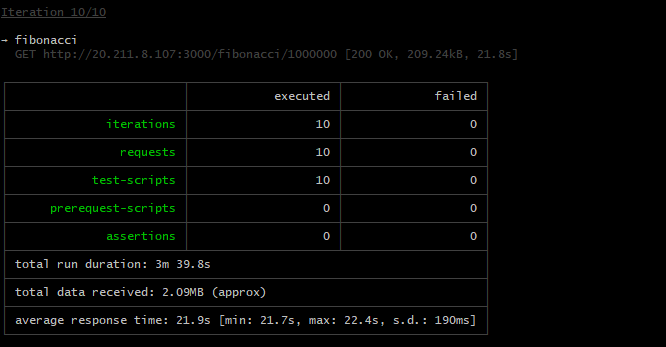 Iteration 10/10
→ fibonacci
GET http://20.211.8.107:3000/fibonacci/1000000 [200 OK, 209.24kB, 21.8s]
executed failed
iterations 10 0
requests 10 0
test-scripts 10 0
prerequest-scripts 0 0
assertions 0 0
total run duration: 3m 39.8s
total data received: 2.09MB (approx)
average response time: 21.9s [min: 21.7s, max: 22.4s, s.d.: 190ms]